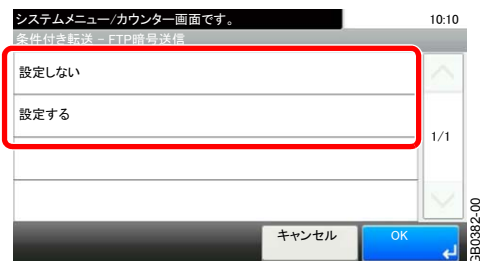 システムメニュー/カウンター画面です。 10:10
条件付き転送 - FTP暗号送信
設定しない
設定する
1/1
キャンセル OK
GB0382-00